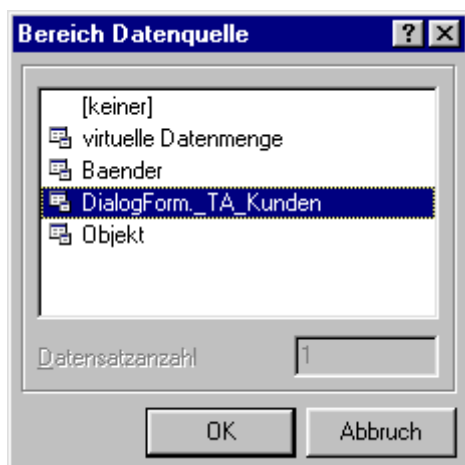 Bereich Datenquelle
[keiner]
virtuelle Datenmenge
Baender
DialogForm._TA_Kunden
Objekt
Datensatzanzahl 1
OK Abbruch